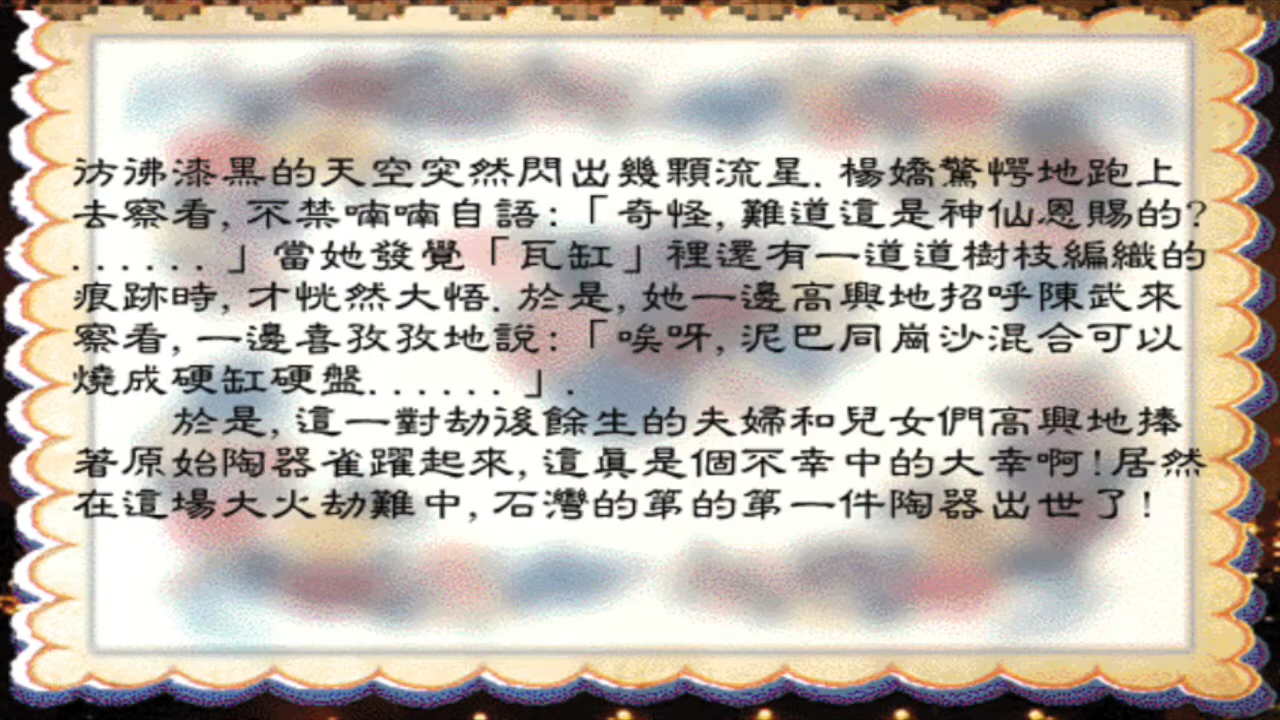 彷彿漆黑的天空突然閃出幾顆流星.楊嬌驚愕地跑上
去察看,不禁喃喃自語:「奇怪,難道這是神仙恩賜的?
......」當她發覺「瓦缸」裡還有一道道樹枝編織的
痕跡時,才恍然大悟.於是,她一邊高興地招呼陳武來
察看,一邊喜孜孜地說:「唉呀,泥巴同崗沙混合可以
燒成硬缸硬盤......」.
於是,這一對劫後餘生的夫婦和兒女們高興地捧
著原始陶器雀躍起來,這真是個不幸中的大幸啊!居然
在這場大火劫難中,石灣的第的第一件陶器出世了!